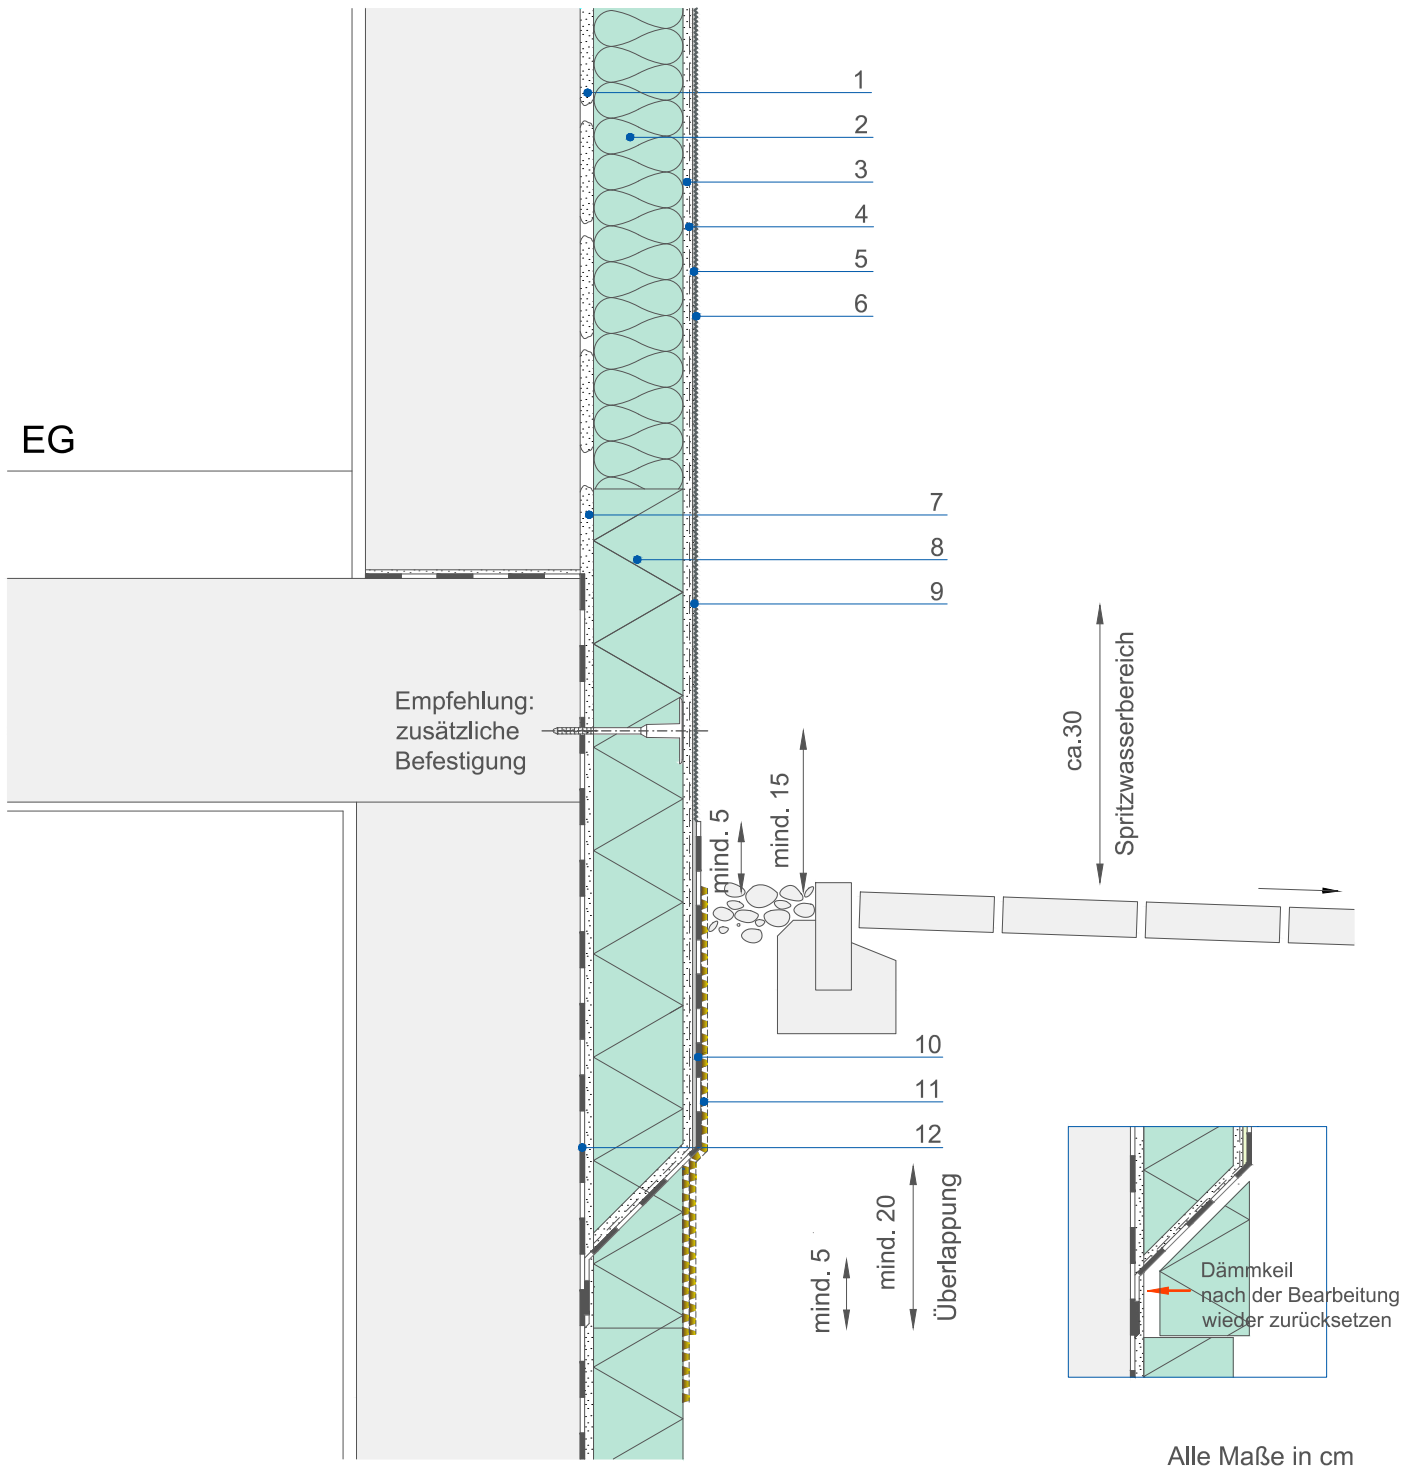 1
2
3
4
5
6
EG
7
8
9
Empfehlung:
zusätzliche
Befestigung
mind. 5
mind. 15
ca.30
Spritzwasserbereich
10
11
12
mind. 5
mind. 20
Überlappung
Dämmkeil
nach der Bearbeitung
wieder zurücksetzen
Alle Maße in cm